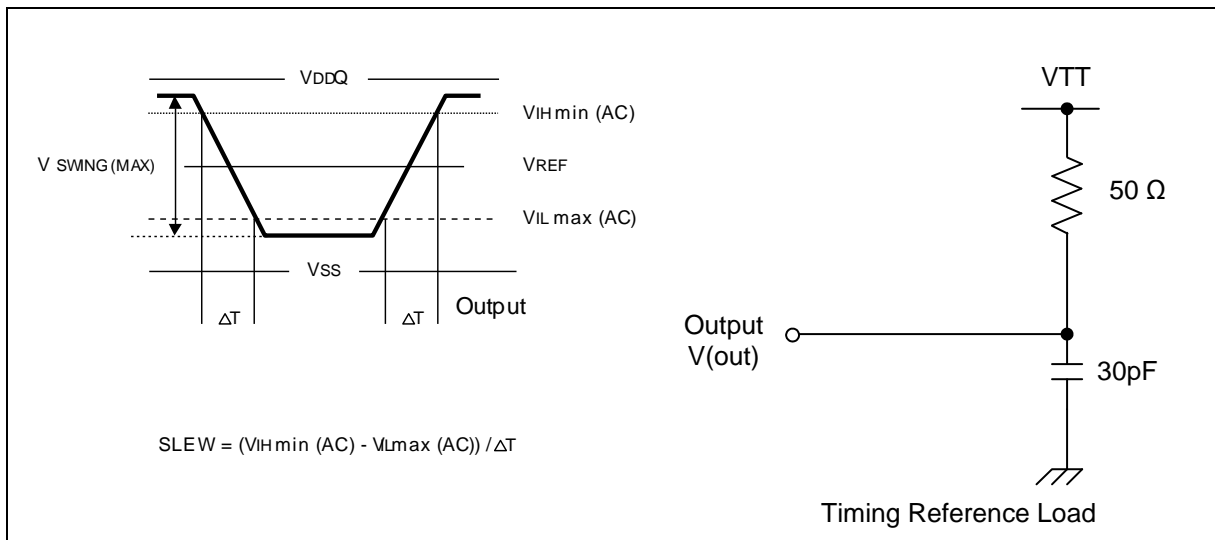 VDDQ
VIH min (AC)
V SWING (MAX)
VREF
VIL max (AC)
VSS
Output
ΔT
ΔT
SLEW = (VIH min (AC) - VILmax (AC)) / ΔT
VTT
50 Ω
Output
V(out)
30pF
Timing Reference Load